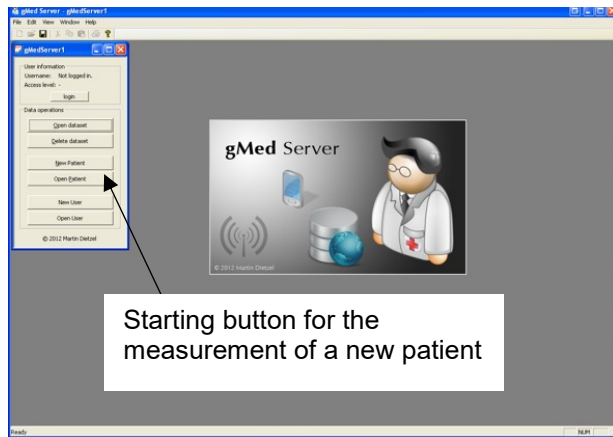 gMed Server - gMedServer1
File Edit View Window Help
gMedServer1
User information
Username: Not logged in.
Access level: -
login
Data operations
Open dataset
Delete dataset
New Patient
Open Patient
New User
Open User
© 2012 Martin Dietzel
gMed Server
© 2012 Martin Dietzel
Starting button for the
measurement of a new patient
Ready
NUM